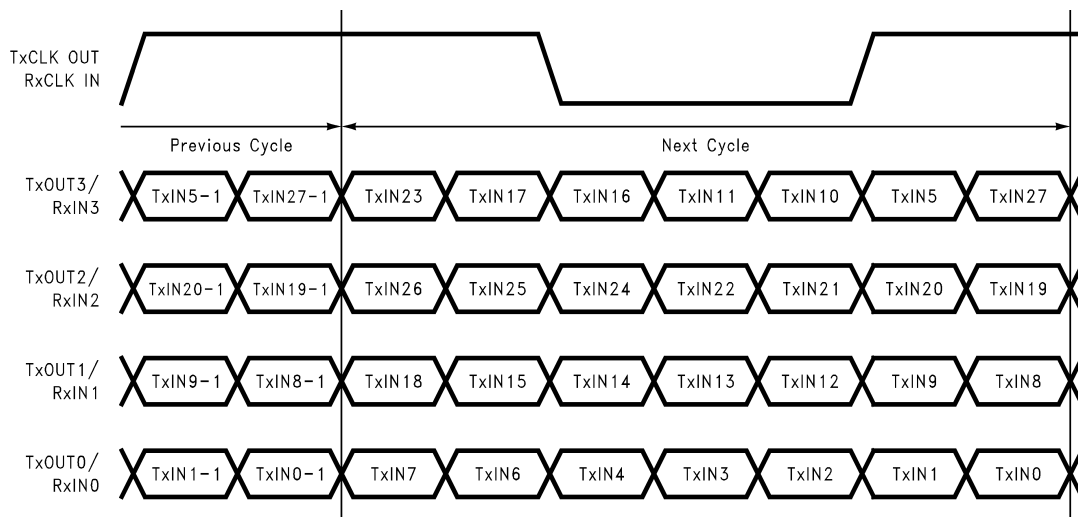 TxCLK OUT
RxCLK IN
Previous Cycle Next Cycle
TxOUT3/
RxIN3
TxIN5-1 TxIN27-1 TxIN23 TxIN17 TxIN16 TxIN11 TxIN10 TxIN5 TxIN27
TxOUT2/
RxIN2
TxIN20-1 TxIN19-1 TxIN26 TxIN25 TxIN24 TxIN22 TxIN21 TxIN20 TxIN19
TxOUT1/
RxIN1
TxIN9-1 TxIN8-1 TxIN18 TxIN15 TxIN14 TxIN13 TxIN12 TxIN9 TxIN8
TxOUT0/
RxIN0
TxIN1-1 TxIN0-1 TxIN7 TxIN6 TxIN4 TxIN3 TxIN2 TxIN1 TxIN0